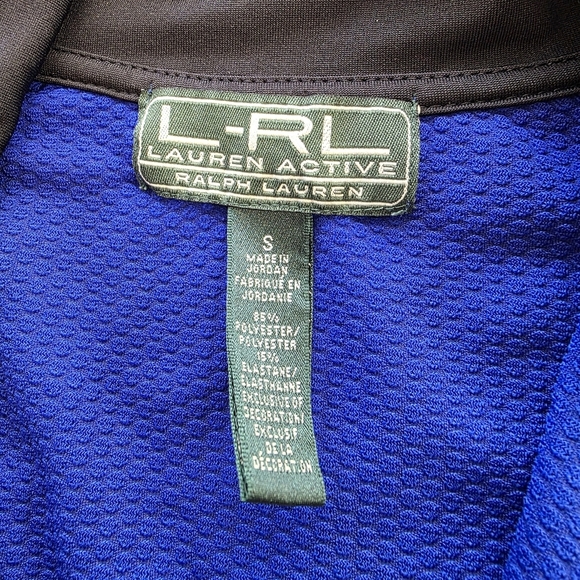 L-RL
LAUREN ACTIVE
RALPH LAUREN
S
MADE IN
JORDAN
FABRIQUÉ EN
JORDANIE
85%
POLYESTER/
POLYESTER
15%
ELASTANE/
ELASTHANNE
EXCLUSIVE OF
DECORATION/
EXCLUSIF
DE LA
DÉCORATION